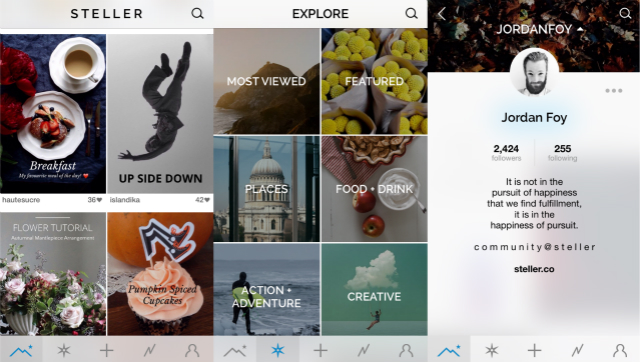 STELLER
Breakfast
My favourite meal of the day!
hautesucre
36
UP SIDE DOWN
islandika
42
FLOWER TUTORIAL
Autumnal Mantlepiece Arrangement
Pumpkin Spiced
Cupcakes
EXPLORE
MOST VIEWED
FEATURED
PLACES
FOOD + DRINK
ACTION +
ADVENTURE
CREATIVE
JORDANFOY
Jordan Foy
2,424
followers
255
following
It is not in the
pursuit of happiness
that we find fulfillment,
it is in the
happiness of pursuit.
community@steller
steller.co